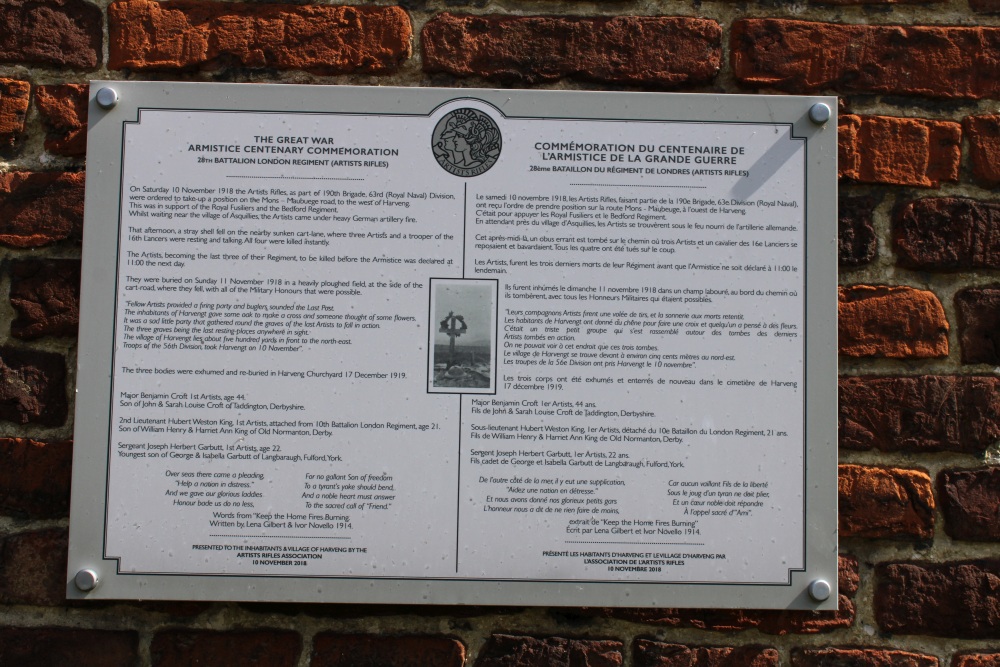 THE GREAT WAR
ARMISTICE CENTENARY COMMEMORATION
28TH BATTALION LONDON REGIMENT (ARTISTS RIFLES)
On Saturday 10 November 1918 the Artists Rifles, as part of 190th Brigade, 63rd (Royal Naval) Division,
were ordered to take-up a position on the Mons – Maubuege road, to the west of Harveng.
This was in support of the Royal Fusiliers and the Bedford Regiment.
Whilst waiting near the village of Asquillies, the Artists came under heavy German artillery fire.
That afternoon, a stray shell fell on the nearby sunken cart-lane, where three Artists and a trooper of the
16th Lancers were resting and talking. All four were killed instantly.
The Artists, becoming the last three of their Regiment, to be killed before the Armistice was declared at
11:00 the next day.
They were buried on Sunday 11 November 1918 in a heavily ploughed field, at the side of the
cart-road, where they fell, with all of the Military Honours that were possible.
"Fellow Artists provided a firing party and buglers, sounded the Last Post.
The inhabitants of Harvengt gave some oak to make a cross and someone thought of some flowers.
It was a sad little party that gathered round the graves of the last Artists to fall in action.
The three graves being the last resting-places anywhere in sight.
The village of Harvengt lies about five hundred yards in front to the north-east.
Troops of the 56th Division, took Harvengt on 10 November".
The three bodies were exhumed and re-buried in Harveng Churchyard 17 December 1919.
Major Benjamin Croft 1st Artists, age 44.
Son of John & Sarah Louise Croft of Taddington, Derbyshire.
2nd Lieutenant Hubert Weston King, 1st Artists, attached from 10th Battalion London Regiment, age 21.
Son of William Henry & Harriet Ann King of Old Normanton, Derby.
Sergeant Joseph Herbert Garbutt, 1st Artists, age 22.
Youngest son of George & Isabella Garbutt of Langbaraugh, Fulford, York.
Over seas there came a pleading,
"Help a nation in distress."
And we gave our glorious laddies
Honour bade us do no less,
For no gallant Son of freedom
To a tyrant's yoke should bend,
And a noble heart must answer
To the sacred call of "Friend."
Words from "Keep the Home Fires Burning.
Written by, Lena Gilbert & Ivor Novello 1914.
PRESENTED TO THE INHABITANTS & VILLAGE OF HARVENG BY THE
ARTISTS RIFLES ASSOCIATION
10 NOVEMBER 2018
ARTISTS RIFLES
COMMÉMORATION DU CENTENAIRE DE
L'ARMISTICE DE LA GRANDE GUERRE
28éme BATAILLON DU RÉGIMENT DE LONDRES (ARTISTS RIFLES)
Le samedi 10 novembre 1918, les Artists Rifles, faisant partie de la 190e Brigade, 63e Division (Royal Naval),
ont reçu l'ordre de prendre position sur la route Mons – Maubeuge, à l'ouest de Harveng.
C'était pour appuyer les Royal Fusiliers et le Bedford Regiment.
En attendant près du village d'Asquillies, les Artists se trouvèrent sous le feu nourri de l'artillerie allemande.
Cet après-midi-là, un obus errant est tombé sur le chemin où trois Artists et un cavalier des 16e Lanciers se
reposaient et bavardaient. Tous les quatre ont été tués sur le coup.
Les Artists, furent les trois derniers morts de leur Régiment avant que l'Armistice ne soit déclaré à 11:00 le
lendemain.
Ils furent inhumés le dimanche 11 novembre 1918 dans un champ labouré, au bord du chemin où
ils tombèrent, avec tous les Honneurs Militaires qui étaient possibles.
"Leurs compagnons Artists firent une volée de tirs, et la sonnerie aux morts retentit.
Les habitants de Harvengt ont donné du chêne pour faire une croix et quelqu'un a pensé à des fleurs.
C'était un triste petit groupe qui s'est rassemblé autour des tombes des derniers
Artists tombés en action.
On ne pouvait voir à cet endroit que ces trois tombes.
Le village de Harvengt se trouve devant à environ cinq cents mètres au nord-est.
Les troupes de la 56e Division ont pris Harvengt le 10 novembre".
Les trois corps ont été exhumés et enterrés de nouveau dans le cimetière de Harveng
17 décembre 1919.
Major Benjamin Croft 1er Artists, 44 ans.
Fils de John & Sarah Louise Croft de Taddington, Derbyshire.
Sous-lieutenant Hubert Weston King, 1er Artists, détaché du 10e Bataillon du London Regiment, 21 ans.
Fils de William Henry & Harriet Ann King de Old Normanton, Derby.
Sergent Joseph Herbert Garbutt, 1er Artists, 22 ans.
Fils cadet de George et Isabella Garbutt de Langbaraugh, Fulford, York.
De l'autre côté de la mer, il y eut une supplication,
"Aidez une nation en détresse."
Et nous avons donné nos glorieux petits gars
L'honneur nous a dit de ne rien faire de moins,
Car aucun vaillant Fils de la liberté
Sous le joug d'un tyran ne doit plier,
Et un cœur noble doit répondre
À l'appel sacré d'"Ami".
extrait de "Keep the Home Fires Burning"
Écrit par Lena Gilbert et Ivor Novello 1914.
PRÉSENTÉ LES HABITANTS D'HARVENG ET LE VILLAGE D'HARVENG PAR
L'ASSOCIATION DE L'ARTISTS RIFLES
10 NOVEMBRE 2018